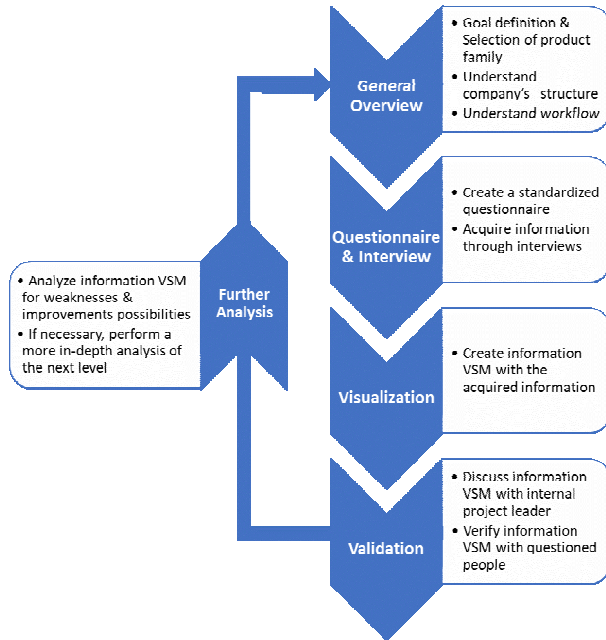 General
Overview
• Goal definition &
Selection of product
family
• Understand
company's structure
• Understand workflow
Questionnaire
& Interview
• Create a standardized
questionnaire
• Acquire information
through interviews
Visualization
• Create information
VSM with the
acquired information
Validation
• Discuss information
VSM with internal
project leader
• Verify information
VSM with questioned
people
Further
Analysis
• Analyze information VSM
for weaknesses &
improvements possibilities
• If necessary, perform a
more in-depth analysis of
the next level